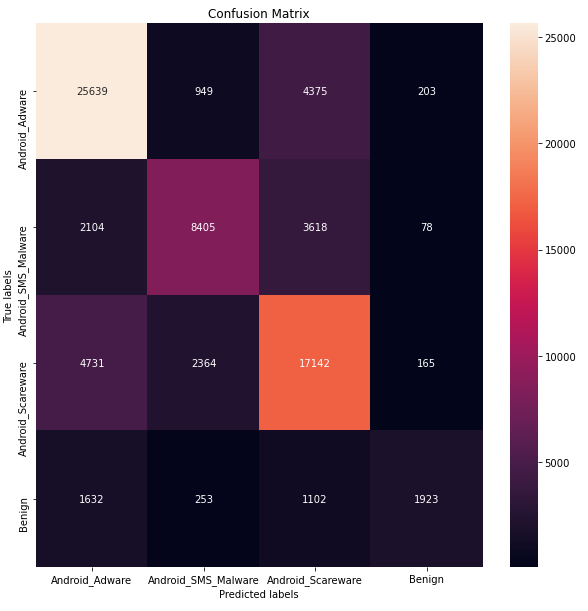 Confusion Matrix
True labels
Android_Adware
25639 949 4375 203
Android_SMS_Malware
2104 8405 3618 78
Android_Scareware
4731 2364 17142 165
Benign
1632 253 1102 1923
Android_Adware Android_SMS_Malware Android_Scareware Benign
Predicted labels
25000
20000
15000
10000
5000